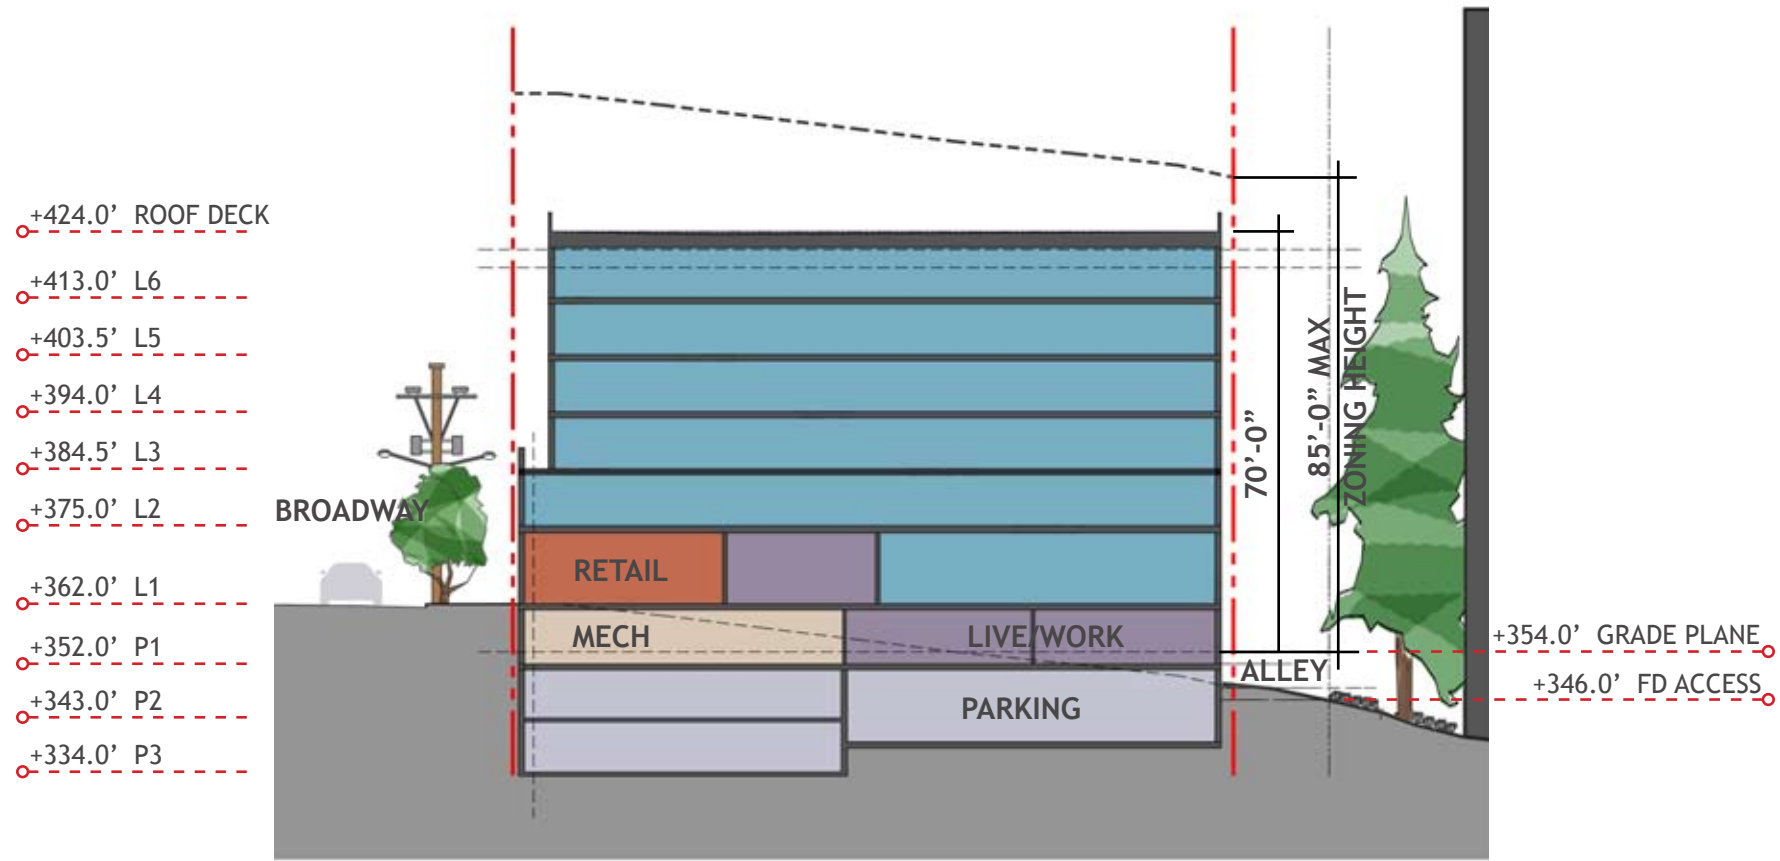 +424.0’ ROOF DECK
+413.0’ L6
+403.5’ L5
+394.0’ L4
+384.5’ L3
+375.0’ L2
+362.0’ L1
+352.0’ P1
+343.0’ P2
+334.0’ P3
BROADWAY
RETAIL
MECH
LIVE/WORK
PARKING
ALLEY
70’-0”
85’-0” MAX
ZONING HEIGHT
+354.0’ GRADE PLANE
+346.0’ FD ACCESS